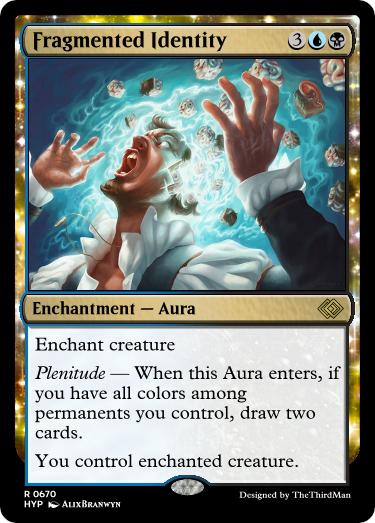 Fragmented Identity 3
Enchantment — Aura
Enchant creature
Plenitude — When this Aura enters, if
you have all colors among
permanents you control, draw two
cards.
You control enchanted creature.
R 0670
HYP AlixBranwyn
Designed by TheThirdMan